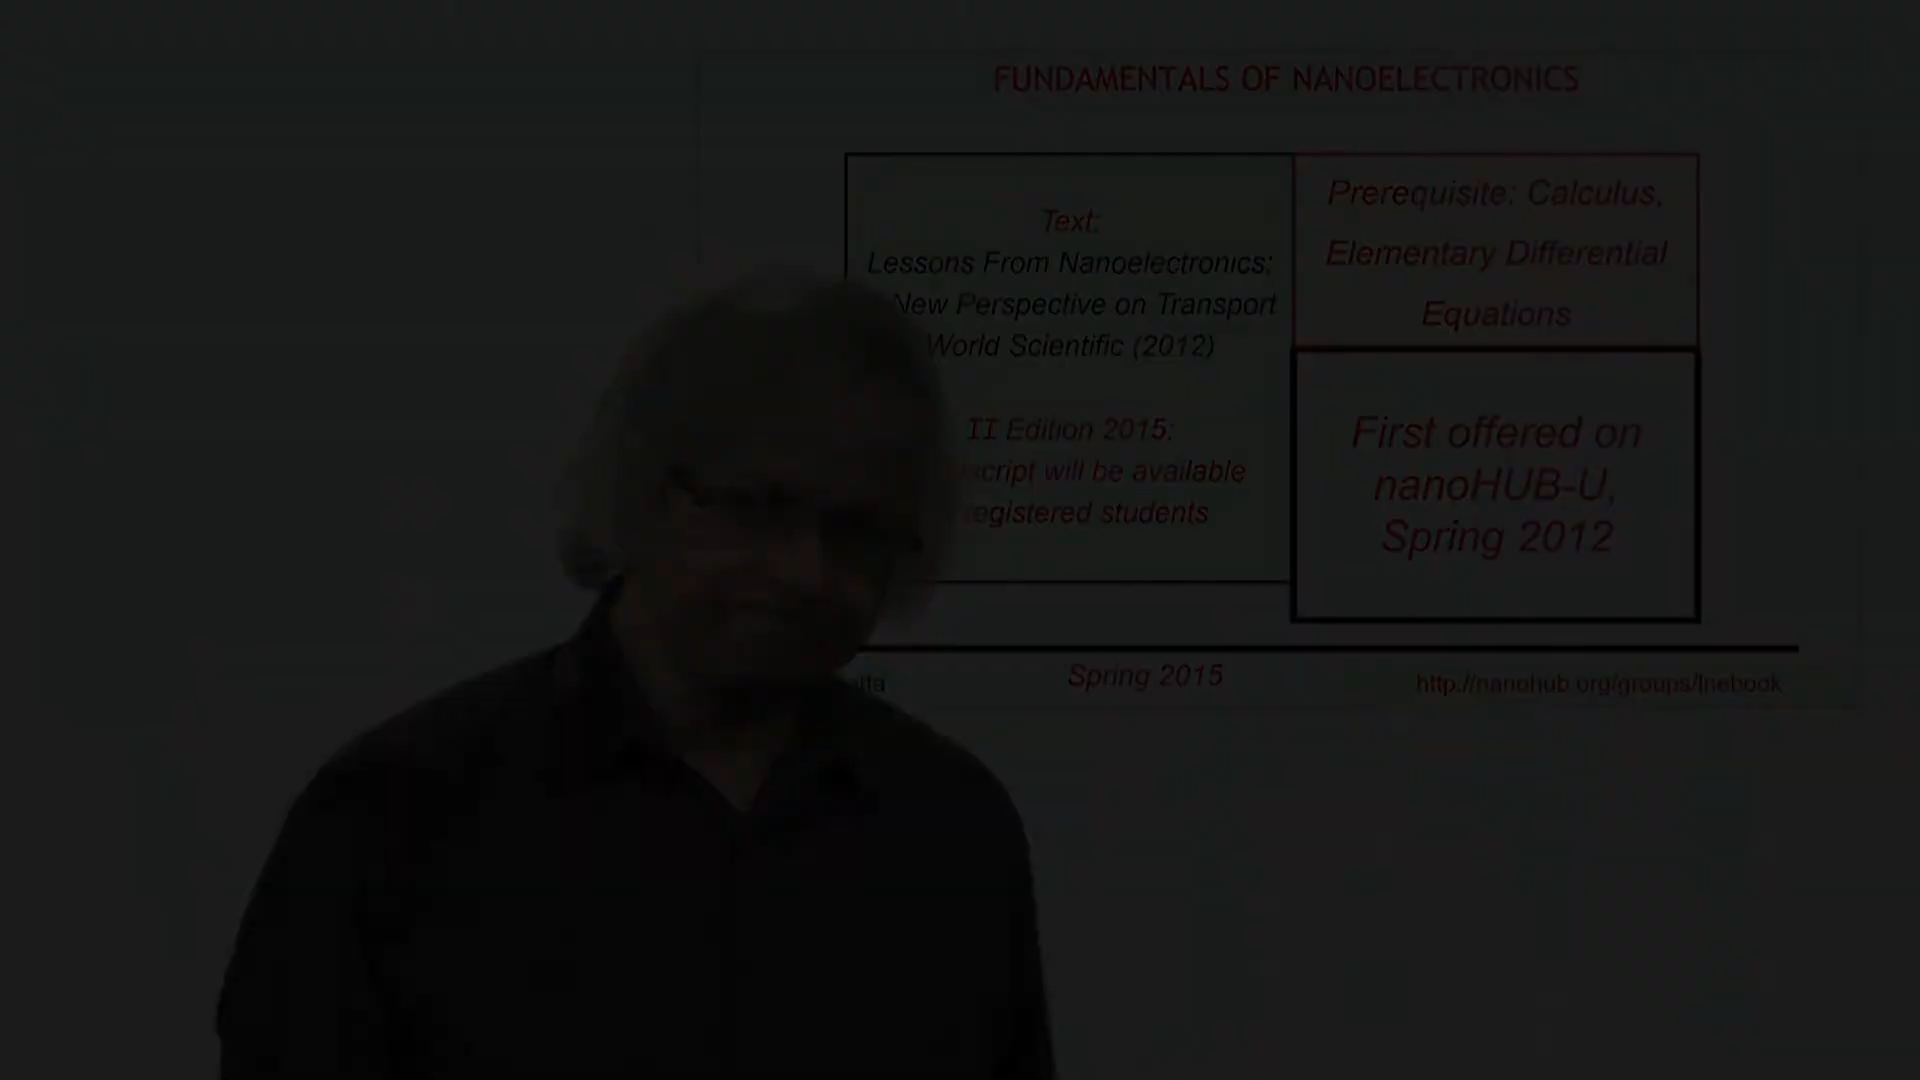 FUNDAMENTALS OF NANOELECTRONICS
Text:
Lessons From Nanoelectronics:
New Perspective on Transport
World Scientific (2012)
II Edition 2015:
script will be available
registered students
Prerequisite: Calculus,
Elementary Differential
Equations
First offered on
nanoHUB-U,
Spring 2012
Spring 2015
http://nanohub.org/groups/lnebook